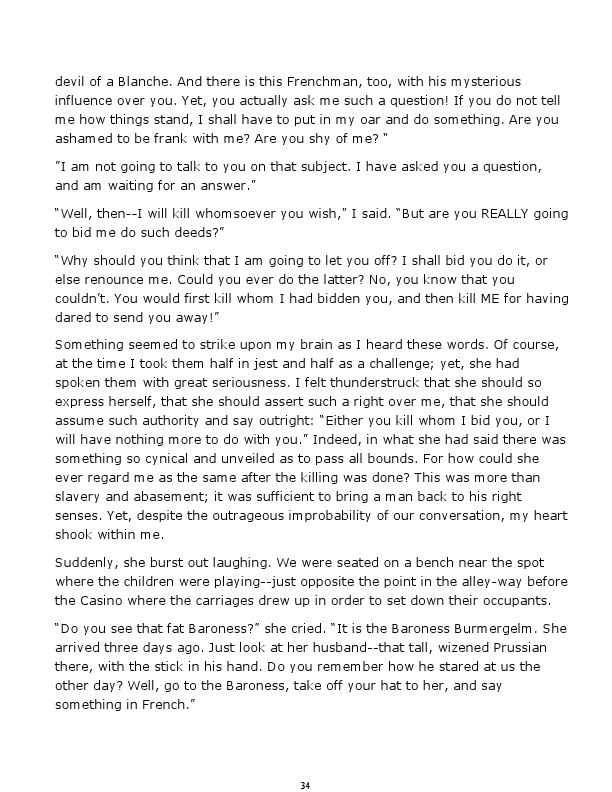 devil of a Blanche. And there is this Frenchman, too, with his mysterious
influence over you. Yet, you actually ask me such a question! If you do not tell
me how things stand, I shall have to put in my oar and do something. Are you
ashamed to be frank with me? Are you shy of me? “
”I am not going to talk to you on that subject. I have asked you a question,
and am waiting for an answer.”
“Well, then--I will kill whomsoever you wish,” I said. “But are you REALLY going
to bid me do such deeds?”
“Why should you think that I am going to let you off? I shall bid you do it, or
else renounce me. Could you ever do the latter? No, you know that you
couldn’t. You would first kill whom I had bidden you, and then kill ME for having
dared to send you away!”
Something seemed to strike upon my brain as I heard these words. Of course,
at the time I took them half in jest and half as a challenge; yet, she had
spoken them with great seriousness. I felt thunderstruck that she should so
express herself, that she should assert such a right over me, that she should
assume such authority and say outright: “Either you kill whom I bid you, or I
will have nothing more to do with you.” Indeed, in what she had said there was
something so cynical and unveiled as to pass all bounds. For how could she
ever regard me as the same after the killing was done? This was more than
slavery and abasement; it was sufficient to bring a man back to his right
senses. Yet, despite the outrageous improbability of our conversation, my heart
shook within me.
Suddenly, she burst out laughing. We were seated on a bench near the spot
where the children were playing--just opposite the point in the alley-way before
the Casino where the carriages drew up in order to set down their occupants.
“Do you see that fat Baroness?” she cried. “It is the Baroness Burmergelm. She
arrived three days ago. Just look at her husband--that tall, wizened Prussian
there, with the stick in his hand. Do you remember how he stared at us the
other day? Well, go to the Baroness, take off your hat to her, and say
something in French.”
34